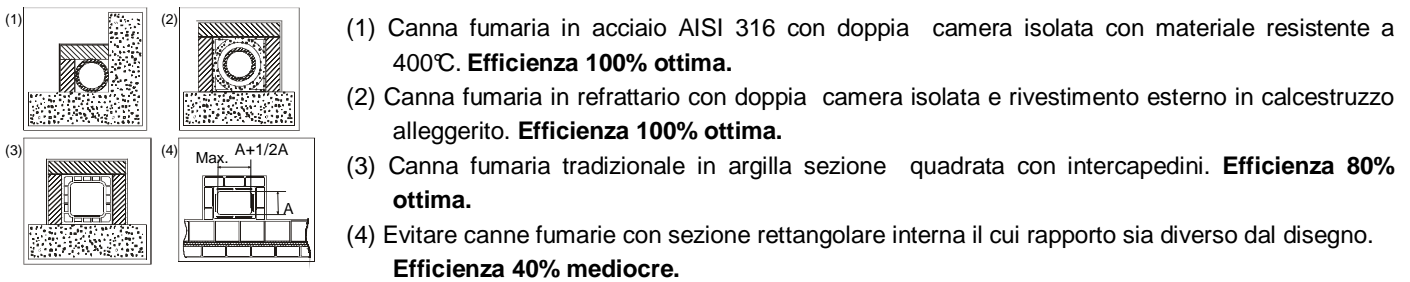 (1)
(2)
(3)
(4)
Max. A+1/2A
A
(1) Canna fumaria in acciaio AISI 316 con doppia camera isolata con materiale resistente a
400°C. Efficienza 100% ottima.
(2) Canna fumaria in refrattario con doppia camera isolata e rivestimento esterno in calcestruzzo
alleggerito. Efficienza 100% ottima.
(3) Canna fumaria tradizionale in argilla sezione quadrata con intercapedini. Efficienza 80%
ottima.
(4) Evitare canne fumarie con sezione rettangolare interna il cui rapporto sia diverso dal disegno.
Efficienza 40% mediocre.